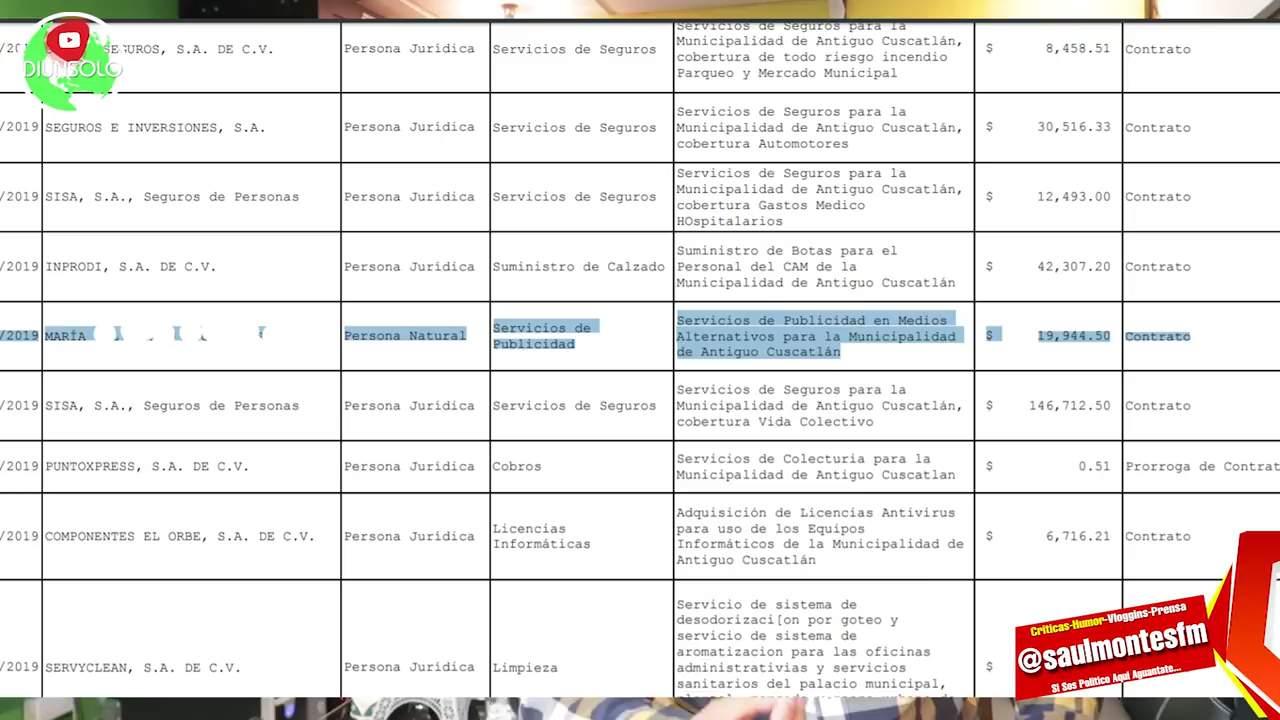 DIUNSOLO
SEGUROS, S.A. DE C.V.
Persona Jurídica
Servicios de Seguros
Servicios de Seguros para la
Municipalidad de Antiguo Cuscatlán,
cobertura de todo riesgo incendio
Parqueo y Mercado Municipal
$ 8,458.51
Contrato
/2019
SEGUROS E INVERSIONES, S.A.
Persona Jurídica
Servicios de Seguros
Servicios de Seguros para la
Municipalidad de Antiguo Cuscatlán,
cobertura Automotores
$ 30,516.33
Contrato
/2019
SISA, S.A., Seguros de Personas
Persona Jurídica
Servicios de Seguros
Servicios de Seguros para la
Municipalidad de Antiguo Cuscatlán,
cobertura Gastos Medico
HOspitalarios
$ 12,493.00
Contrato
/2019
INPRODI, S.A. DE C.V.
Persona Jurídica
Suministro de Calzado
Suministro de Botas para el
Personal del CAM de la
Municipalidad de Antiguo Cuscatlán
$ 42,307.20
Contrato
/2019
MARÍA
Persona Natural
Servicios de
Publicidad
Servicios de Publicidad en Medios
Alternativos para la Municipalidad
de Antiguo Cuscatlán
$ 19,944.50
Contrato
/2019
SISA, S.A., Seguros de Personas
Persona Jurídica
Servicios de Seguros
Servicios de Seguros para la
Municipalidad de Antiguo Cuscatlán,
cobertura Vida Colectivo
$ 146,712.50
Contrato
/2019
PUNTOXPRESS, S.A. DE C.V.
Persona Jurídica
Cobros
Servicios de Colecturia para la
Municipalidad de Antiguo Cuscatlan
$ 0.51
Prorroga de Contrat
/2019
COMPONENTES EL ORBE, S.A. DE C.V.
Persona Jurídica
Licencias
Informáticas
Adquisición de Licencias Antivirus
para uso de los Equipos
Informáticos de la Municipalidad de
Antiguo Cuscatlán
$ 6,716.21
Contrato
/2019
SERVYCLEAN, S.A. DE C.V.
Persona Jurídica
Limpieza
Servicio de sistema de
desodorizaci[on por goteo y
servicio de sistema de
aromatizacion para las oficinas
administrativias y servicios
sanitarios del palacio municipal,
$
Críticas-Humor-Vloggins-Prensa
@saulmontesfm
Si Sos Político Aquí Aguantate...